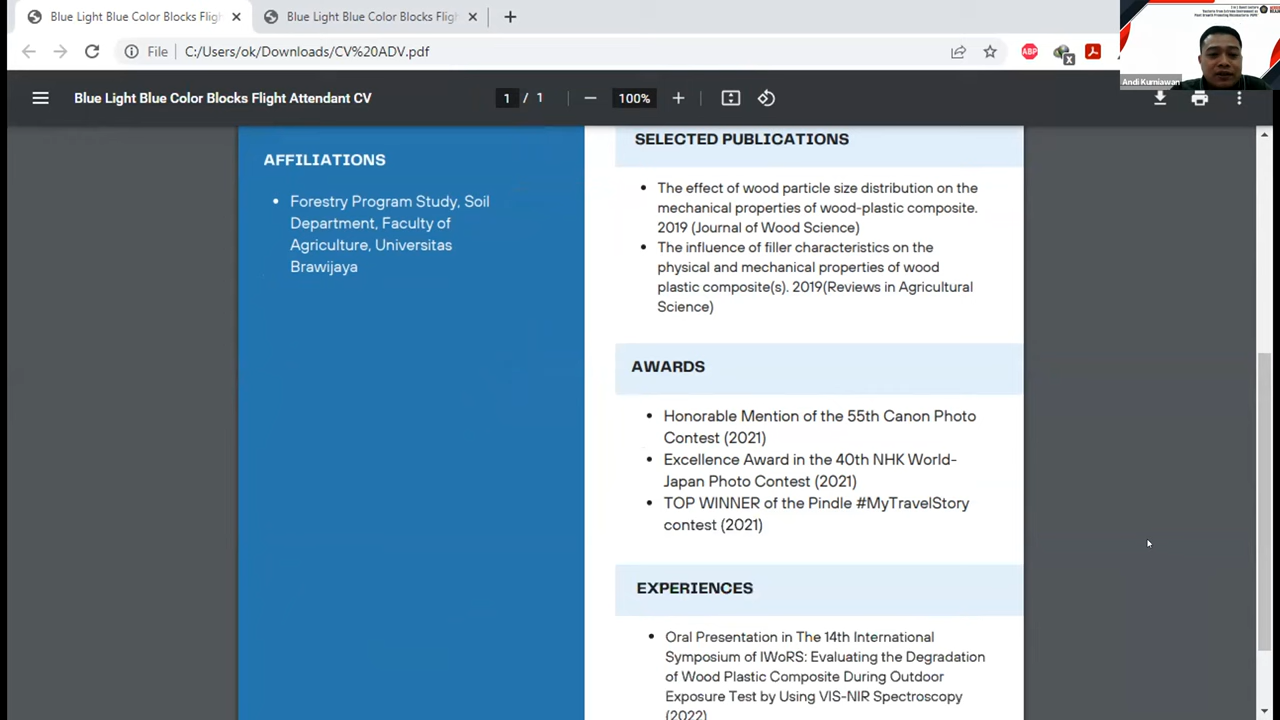 Blue Light Blue Color Blocks Fligh
Blue Light Blue color Blocks Flig
File
C:/Users/ok/Downloads/CV%20ADV.pdf
ABP
Andi Kurniawan
Blue Light Blue Color Blocks Flight Attendant CV
1 / 1
100%
AFFILIATIONS
Forestry Program Study, Soil
Department, Faculty of
Agriculture, Universitas
Brawijaya
SELECTED PUBLICATIONS
The effect of wood particle size distribution on the
mechanical properties of wood-plastic composite.
2019 (Journal of Wood Science)
The influence of filler characteristics on the
physical and mechanical properties of wood
plastic composite(s). 2019(Reviews in Agricultural
Science)
AWARDS
Honorable Mention of the 55th Canon Photo
Contest (2021)
Excellence Award in the 40th NHK World-
Japan Photo Contest (2021)
TOP WINNER of the Pindle #MyTravelStory
contest (2021)
EXPERIENCES
Oral Presentation in The 14th International
Symposium of IWoRS: Evaluating the Degradation
of Wood Plastic Composite During Outdoor
Exposure Test by Using VIS-NIR Spectroscopy
(2022)